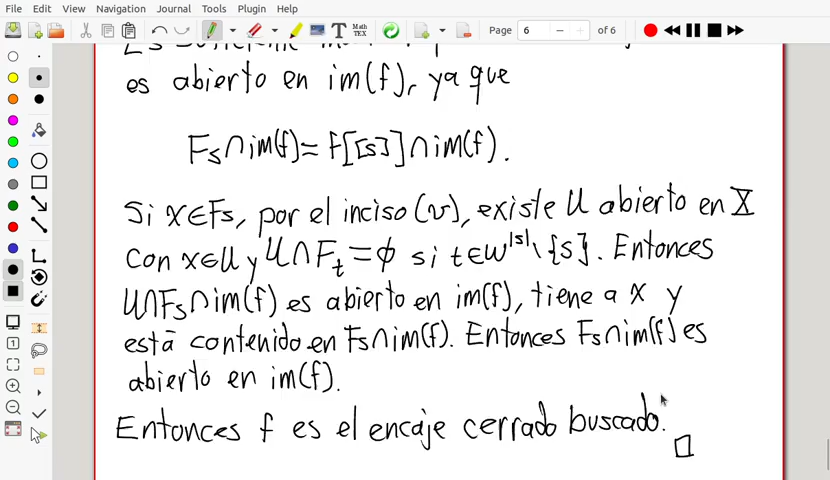 File Edit View Navigation Journal Tools Plugin Help
Math TEX
Page 6 of 6
1
es abierto en im(f), ya que
Fs∩im(f)=f[[s]]∩im(f).
Si x∈Fs, por el inciso (v), existe U abierto en X
con x∈U y U∩Ft=φ si t∈ω^|s|\{s}. Entonces
U∩Fs∩im(f) es abierto en im(f), tiene a x y
está contenido en Fs∩im(f). Entonces Fs∩im(f) es
abierto en im(f).
Entonces f es el encaje cerrado buscado.
□